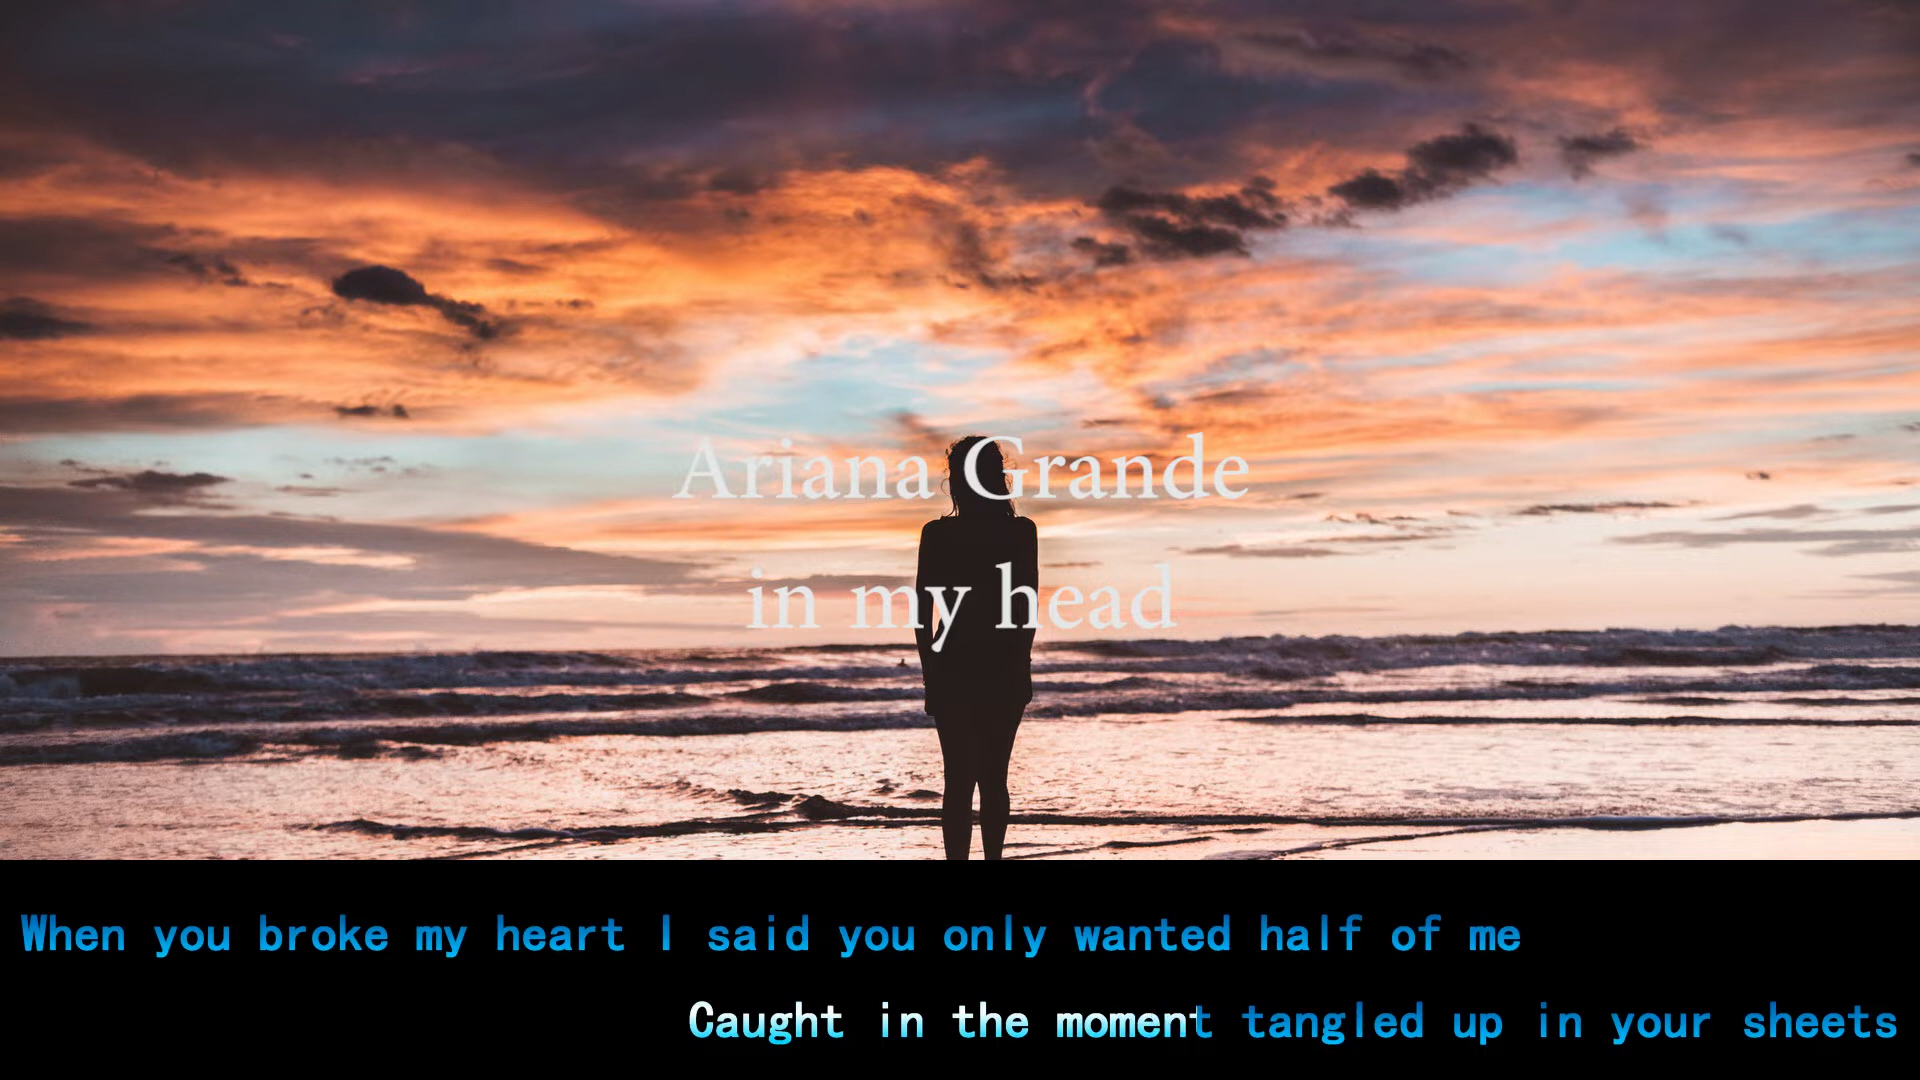 Ariana Grande
in my head
When you broke my heart I said you only wanted half of me
Caught in the moment tangled up in your sheets